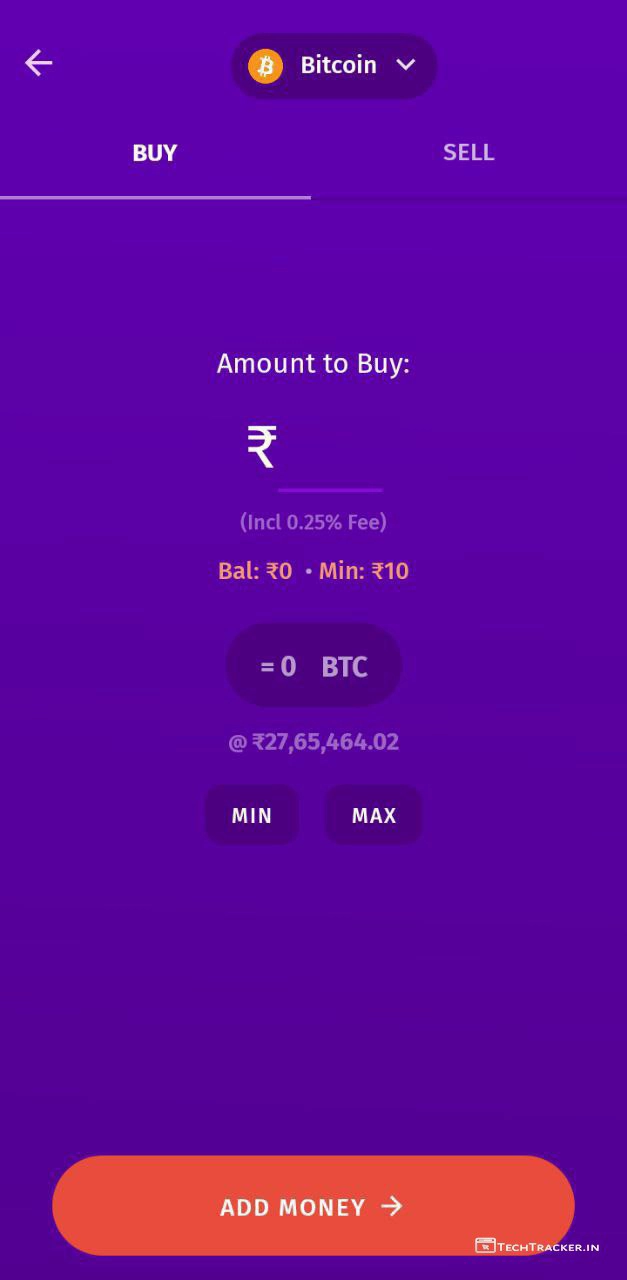 Bitcoin
BUY
SELL
Amount to Buy:
₹
(Incl 0.25% Fee)
Bal: ₹0 • Min: ₹10
= 0 BTC
@ ₹27,65,464.02
MIN
MAX
ADD MONEY →
TECHTRACKER.IN